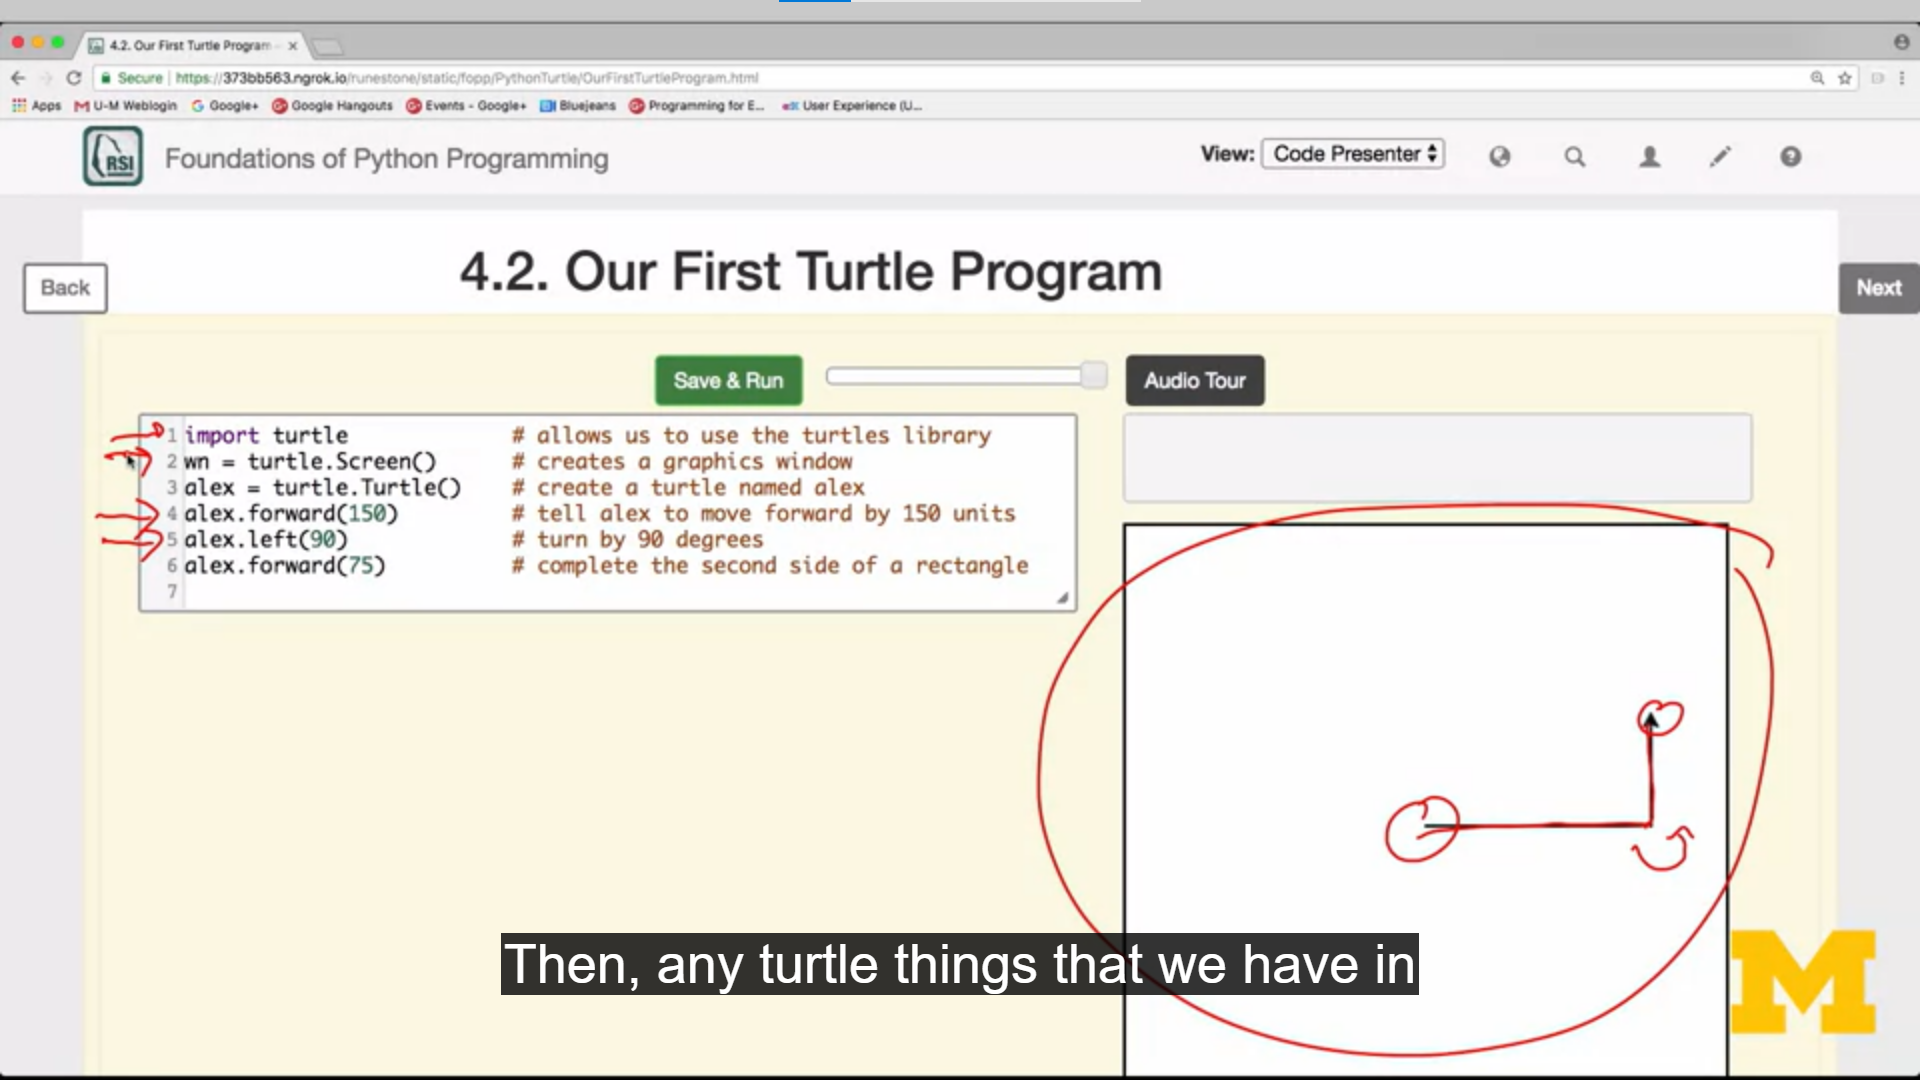 4.2. Our First Turtle Program
Secure | https://373bb563.ngrok.io/runestone/static/fopp/PythonTurtle/OurFirstTurtleProgram.html
Apps U-M Weblogin Google+ Google Hangouts Events - Google+ Bluejeans Programming for E... User Experience (U...
RSI Foundations of Python Programming View: Code Presenter
4.2. Our First Turtle Program
Back
Next
Save & Run Audio Tour
1 import turtle # allows us to use the turtles library
2 wn = turtle.Screen() # creates a graphics window
3 alex = turtle.Turtle() # create a turtle named alex
4 alex.forward(150) # tell alex to move forward by 150 units
5 alex.left(90) # turn by 90 degrees
6 alex.forward(75) # complete the second side of a rectangle
7
Then, any turtle things that we have in
M